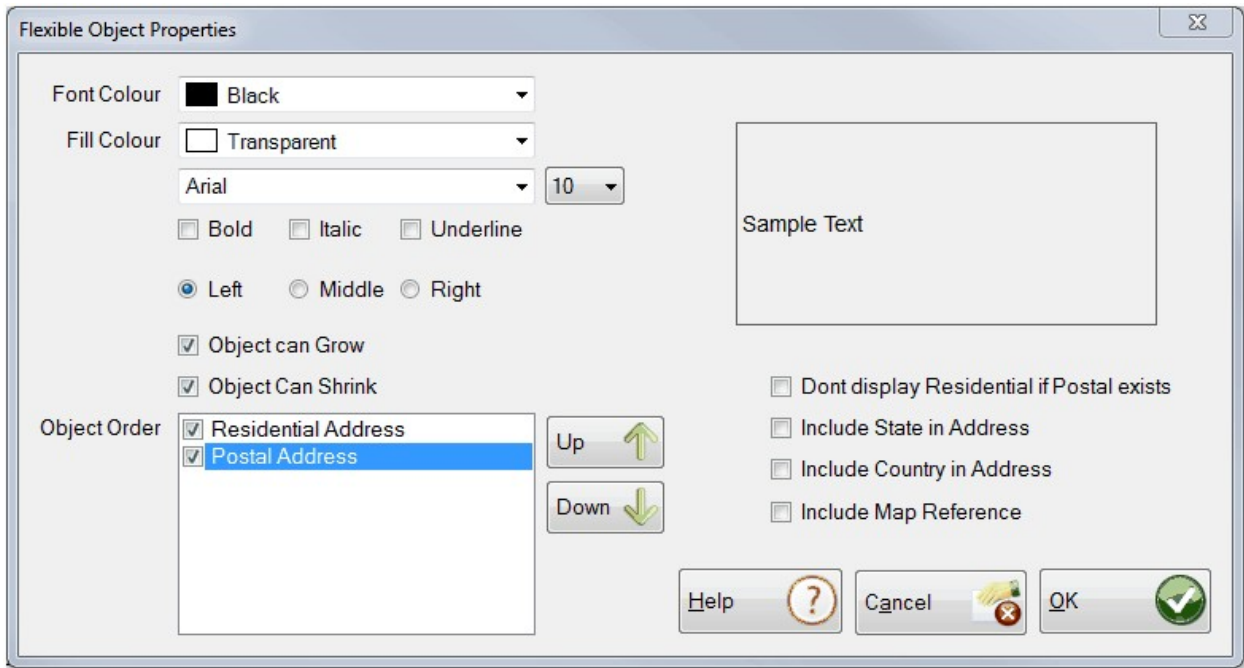 Flexible Object Properties
Font Colour Black
Fill Colour Transparent
Arial 10
Bold Italic Underline
Sample Text
Left Middle Right
Object can Grow
Object Can Shrink
Dont display Residential if Postal exists
Object Order
Residential Address
Postal Address
Up
Down
Include State in Address
Include Country in Address
Include Map Reference
Help Cancel OK